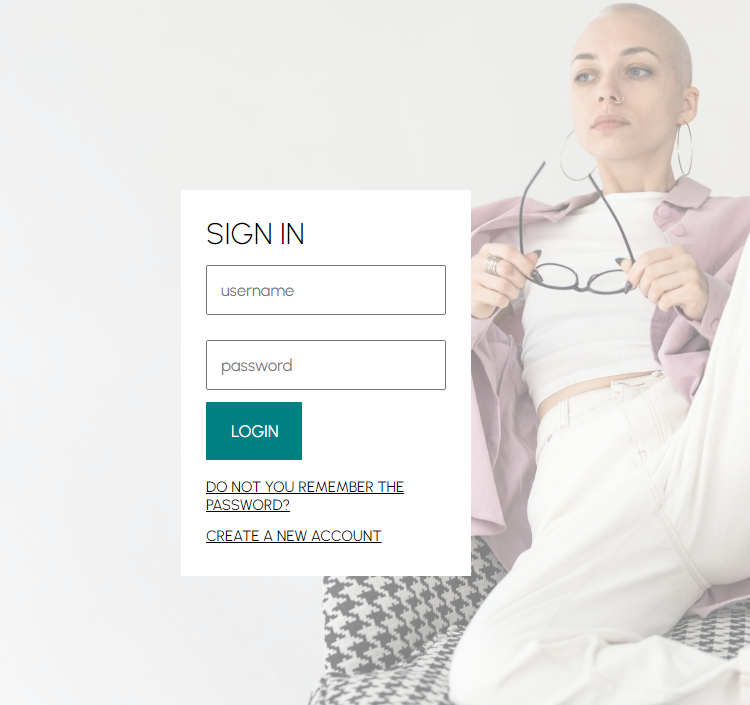 SIGN IN
username
password
LOGIN
DO NOT YOU REMEMBER THE
PASSWORD?
CREATE A NEW ACCOUNT